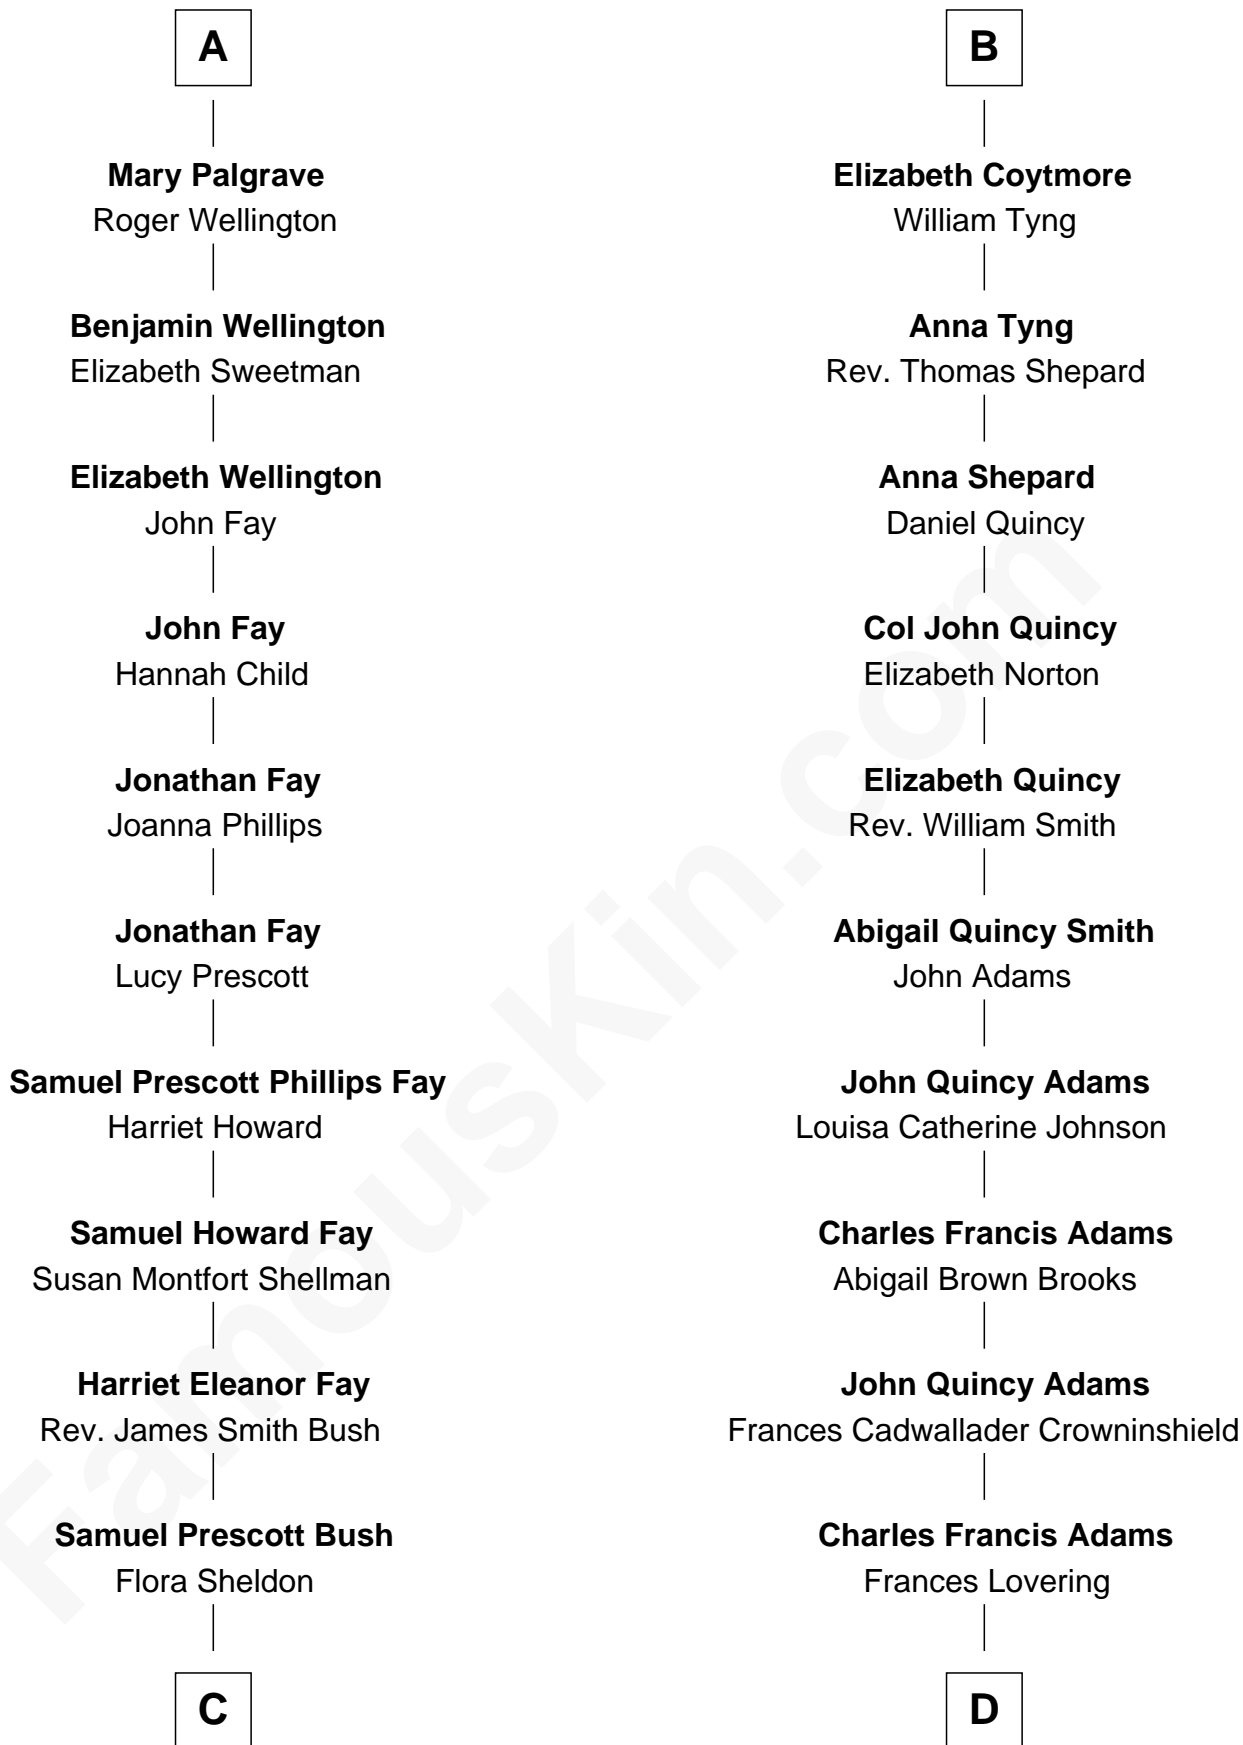 A
Mary Palgrave
Roger Wellington
Benjamin Wellington
Elizabeth Sweetman
Elizabeth Wellington
John Fay
John Fay
Hannah Child
Jonathan Fay
Joanna Phillips
Jonathan Fay
Lucy Prescott
Samuel Prescott Phillips Fay
Harriet Howard
Samuel Howard Fay
Susan Montfort Shellman
Harriet Eleanor Fay
Rev. James Smith Bush
Samuel Prescott Bush
Flora Sheldon
C
B
Elizabeth Coytmore
William Tyng
Anna Tyng
Rev. Thomas Shepard
Anna Shepard
Daniel Quincy
Col John Quincy
Elizabeth Norton
Elizabeth Quincy
Rev. William Smith
Abigail Quincy Smith
John Adams
John Quincy Adams
Louisa Catherine Johnson
Charles Francis Adams
Abigail Brown Brooks
John Quincy Adams
Frances Cadwallader Crowninshield
Charles Francis Adams
Frances Lovering
D
FamousKin.com